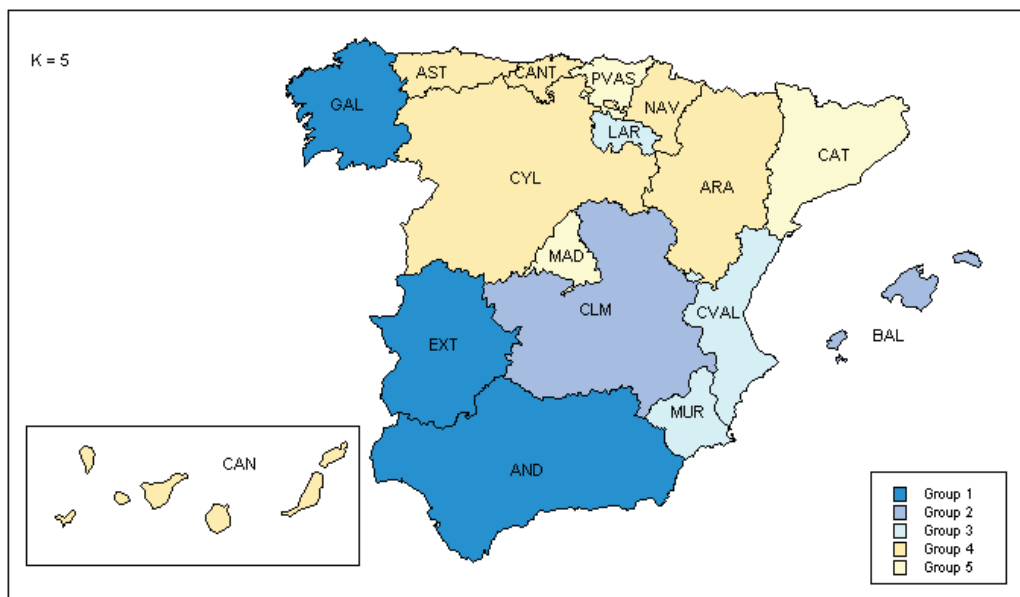 K = 5
AST
CANT
PVAS
GAL
NAV
LAR
CAT
CYL
ARA
MAD
CLM
CVAL
BAL
EXT
MUR
CAN
AND
Group 1
Group 2
Group 3
Group 4
Group 5